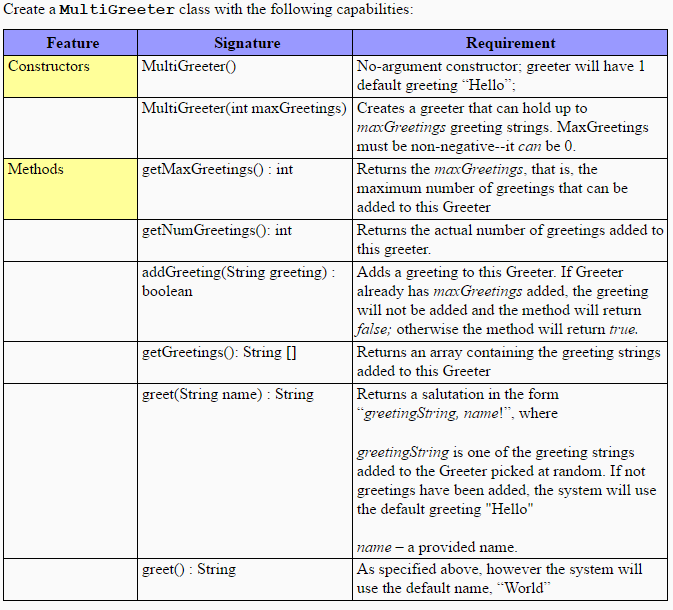 Create a MultiGreeter class with the following capabilities:
Feature Signature Requirement
Constructors MultiGreeter() No-argument constructor; greeter will have 1
default greeting “Hello”;
MultiGreeter(int maxGreetings) Creates a greeter that can hold up to
maxGreetings greeting strings. MaxGreetings
must be non-negative--it can be 0.
Methods getMaxGreetings() : int Returns the maxGreetings, that is, the
maximum number of greetings that can be
added to this Greeter
getNumGreetings(): int Returns the actual number of greetings added to
this greeter.
addGreeting(String greeting) : Adds a greeting to this Greeter. If Greeter
boolean already has maxGreetings added, the greeting
will not be added and the method will return
false; otherwise the method will return true.
getGreetings(): String [] Returns an array containing the greeting strings
added to this Greeter
greet(String name) : String Returns a salutation in the form
“greetingString, name!”, where
greetingString is one of the greeting strings
added to the Greeter picked at random. If not
greetings have been added, the system will use
the default greeting "Hello"
name – a provided name.
greet() : String As specified above, however the system will
use the default name, “World”